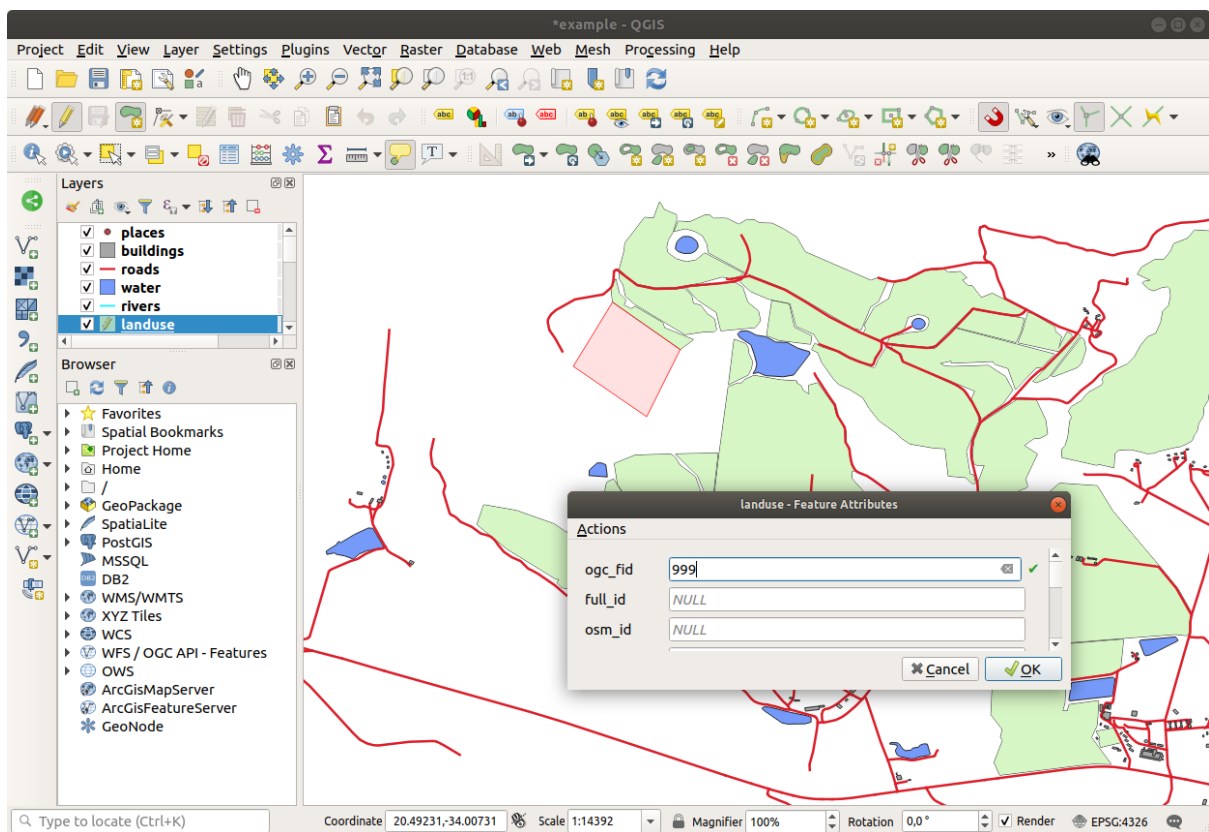 *example - QGIS
Project Edit View Layer Settings Plugins Vector Raster Database Web Mesh Processing Help
Layers
places
buildings
roads
water
rivers
landuse
Browser
Favorites
Spatial Bookmarks
Project Home
Home
/
GeoPackage
SpatiaLite
PostGIS
MSSQL
DB2
WMS/WMTS
XYZ Tiles
WCS
WFS / OGC API - Features
OWS
ArcGisMapServer
ArcGisFeatureServer
GeoNode
landuse - Feature Attributes
Actions
ogc_fid 999
full_id NULL
osm_id NULL
Cancel OK
Type to locate (Ctrl+K) Coordinate 20.49231,-34.00731 Scale 1:14392 Magnifier 100% Rotation 0,0 ° Render EPSG:4326